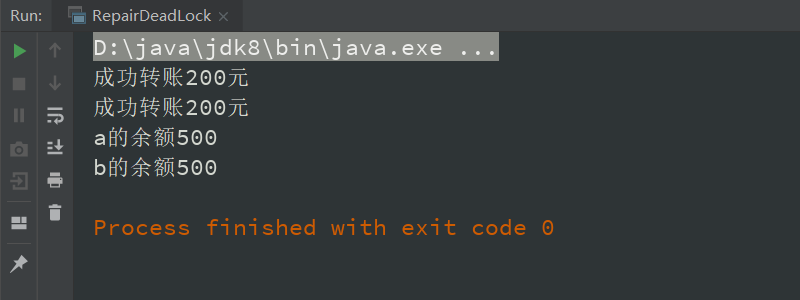 Run: RepairDeadLock ×
D:\java\jdk8\bin\java.exe ...
成功转账200元
成功转账200元
a的余额500
b的余额500
Process finished with exit code 0